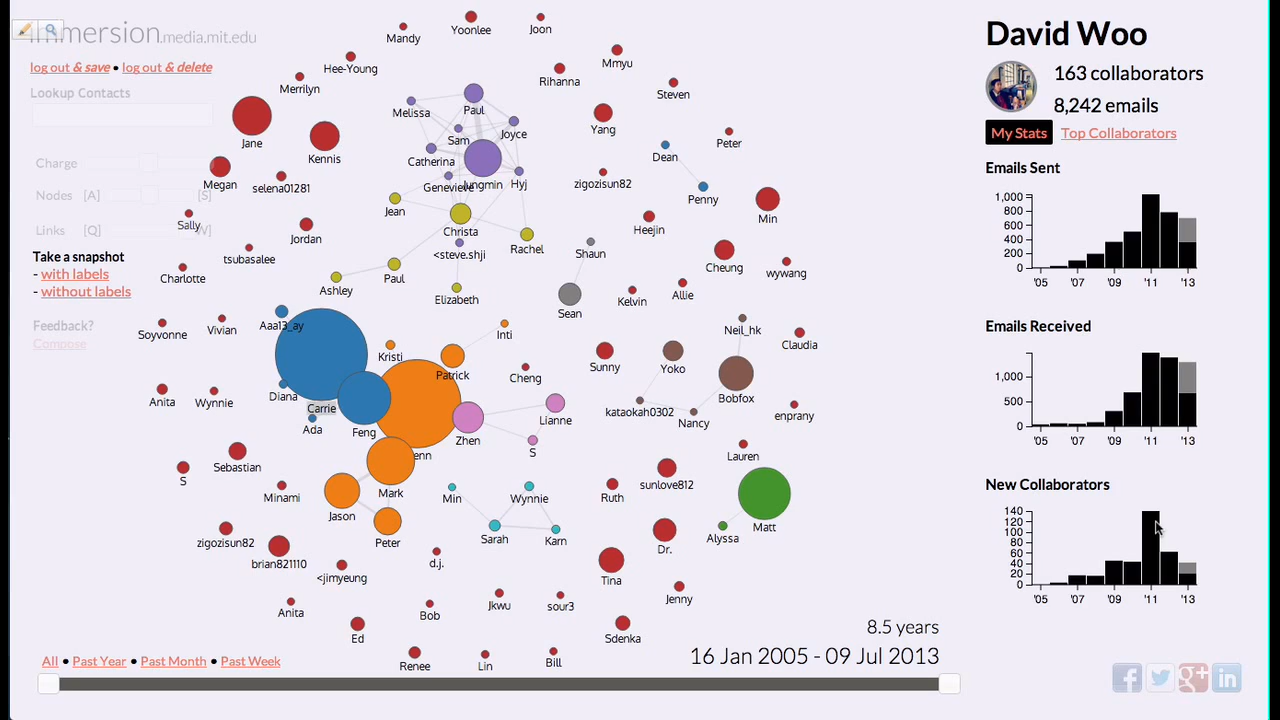 immersion.media.mit.edu
log out & save • log out & delete
Lookup Contacts
Charge
Nodes [A] [S]
Links [Q] [W]
Take a snapshot
- with labels
- without labels
Feedback?
Compose
Mandy
Yoonlee
Joon
Hee-Young
Mmyu
Merrilyn
Rihanna
Steven
Melissa
Paul
Jane
Kennis
Sam
Joyce
Yang
Peter
Catherina
Dean
Megan
selena01281
Genevieve
Jungmin
Hyj
zigozisun82
Penny
Sally
Jordan
Jean
Christa
Rachel
Heejin
Min
tsubasalee
<steve.shji
Shaun
Cheung
wywang
Charlotte
Ashley
Paul
Elizabeth
Sean
Kelvin
Allie
Soyvonne
Vivian
Aaa13_ay
Kristi
Inti
Neil_hk
Claudia
Patrick
Cheng
Sunny
Yoko
Bobfox
Anita
Wynnie
Diana
Carrie
Ada
Feng
enn
Zhen
Lianne
S
kataokah0302
Nancy
enprany
Sebastian
S
Minami
Mark
Jason
Peter
Lauren
sunlove812
Min
Wynnie
Ruth
Sarah
Karn
Alyssa
Matt
zigozisun82
brian821110
<jimyeung
d.j.
Dr.
Tina
Anita
Bob
Jkwu
sour3
Jenny
Ed
Sdenka
Renee
Lin
Bill
All • Past Year • Past Month • Past Week
8.5 years
16 Jan 2005 - 09 Jul 2013
David Woo
163 collaborators
8,242 emails
My Stats Top Collaborators
Emails Sent
1,000
800
600
400
200
0
'05 '07 '09 '11 '13
Emails Received
1,000
500
0
'05 '07 '09 '11 '13
New Collaborators
140
120
100
80
60
40
20
0
'05 '07 '09 '11 '13
f g+ in